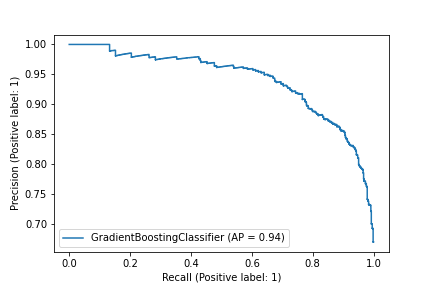 1.00
0.95
0.90
0.85
0.80
0.75
0.70
Precision (Positive label: 1)
GradientBoostingClassifier (AP = 0.94)
0.0 0.2 0.4 0.6 0.8 1.0
Recall (Positive label: 1)